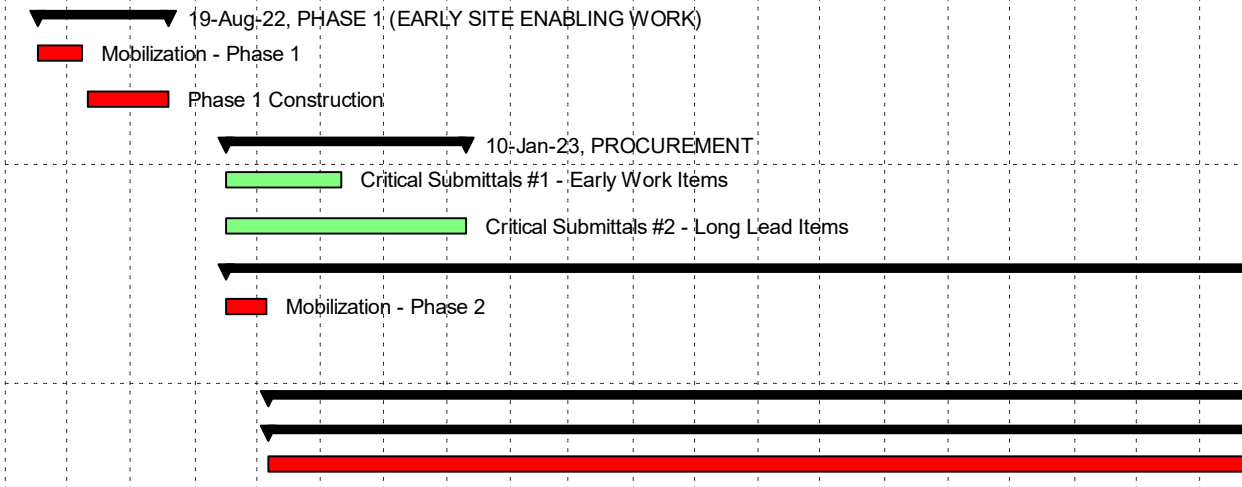 19-Aug-22, PHASE 1 (EARLY SITE ENABLING WORK)
Mobilization - Phase 1
Phase 1 Construction
10-Jan-23, PROCUREMENT
Critical Submittals #1 - Early Work Items
Critical Submittals #2 - Long Lead Items
Mobilization - Phase 2